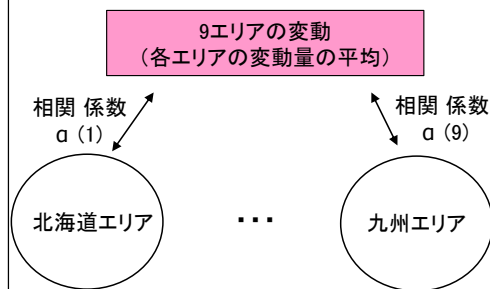 9エリアの変動
(各エリアの変動量の平均)
相関 係数
α (1)
相関 係数
α (9)
北海道エリア
・・・
九州エリア